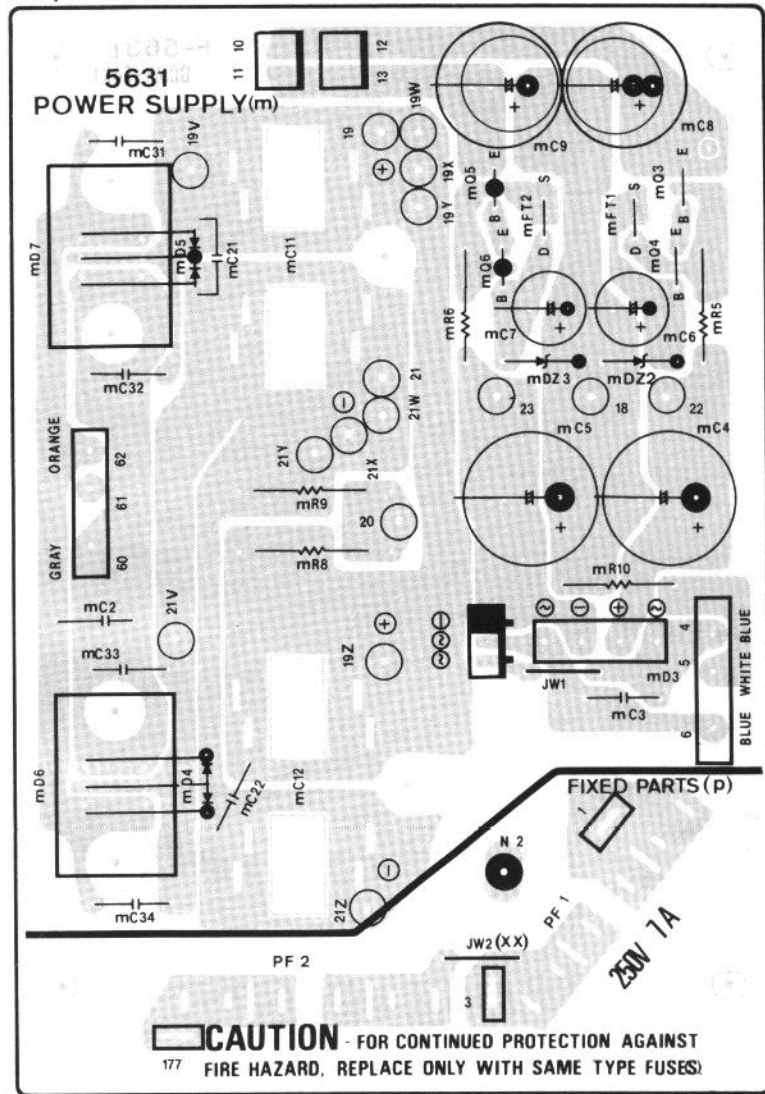 F-5631
10
12
5631
11
13
POWER SUPPLY(m)
19V
19
19W
mC31
+
mC9
mC8
19X
mQ5
E
S
mQ3
E
19Y
B
mFT2
mFT1
B
mD7
mD5
mC21
mC11
E
D
S
D
mQ4
E
mQ6
B
B
mR6
mC7
mC6
mR5
mC32
mDZ3
mDZ2
21
23
18
22
21W
mC5
mC4
ORANGE
62
21Y
21X
61
mR9
20
GRAY
60
mR8
mR10
mC2
21V
4
mC33
19Z
5
BLUE WHITE BLUE
JW1
mD3
mC3
6
mD6
mD4
mC22
mC12
FIXED PARTS(p)
1
N 2
mC34
21Z
PF 1
250V 7A
JW2(XX)
PF 2
3
CAUTION - FOR CONTINUED PROTECTION AGAINST
177
FIRE HAZARD, REPLACE ONLY WITH SAME TYPE FUSE(S).